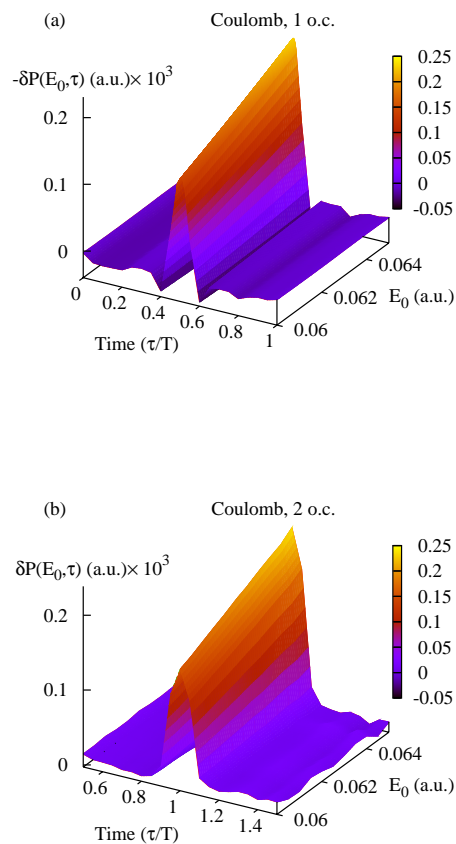 (a)
Coulomb, 1 o.c.
-δP(E₀,τ) (a.u.)× 10³
0.2
0.1
0
0 0.2 0.4 0.6 0.8 1
Time (τ/T)
0.06 0.062 0.064
E₀ (a.u.)
0.25
0.2
0.15
0.1
0.05
0
-0.05
(b)
Coulomb, 2 o.c.
δP(E₀,τ) (a.u.)× 10³
0.2
0.1
0
0.6 0.8 1 1.2 1.4
Time (τ/T)
0.06 0.062 0.064
E₀ (a.u.)
0.25
0.2
0.15
0.1
0.05
0
-0.05